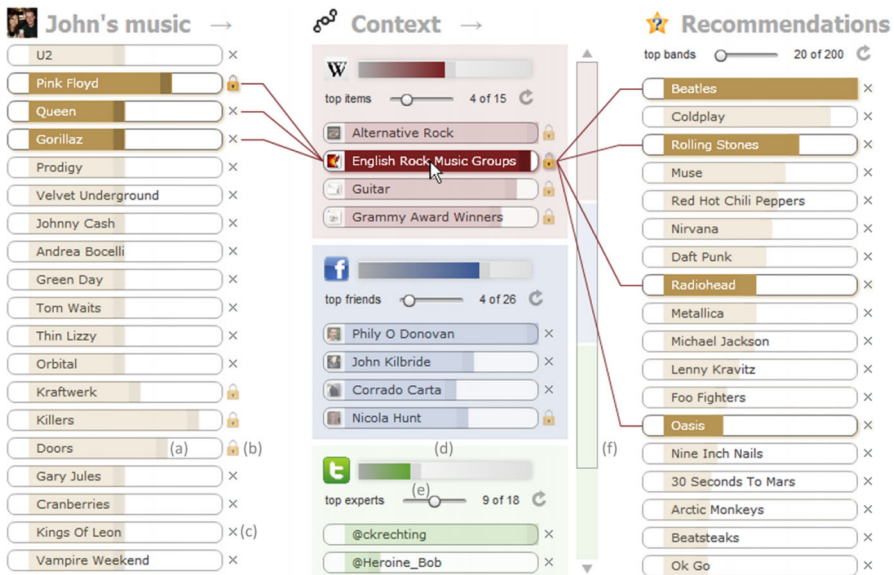 John's music →
U2 ×
Pink Floyd
Queen ×
Gorillaz ×
Prodigy ×
Velvet Underground ×
Johnny Cash ×
Andrea Bocelli ×
Green Day ×
Tom Waits ×
Thin Lizzy ×
Orbital ×
Kraftwerk
Killers
Doors (a) (b)
Gary Jules ×
Cranberries ×
Kings Of Leon × (c)
Vampire Weekend ×
Context →
W
top items 4 of 15
Alternative Rock
English Rock Music Groups
Guitar
Grammy Award Winners
f
top friends 4 of 26
Phily O Donovan ×
John Kilbride ×
Corrado Carta ×
Nicola Hunt
(d) (f)
t
(e)
top experts 9 of 18
@ckrechting ×
@Heroine_Bob ×
? Recommendations
top bands 20 of 200
Beatles ×
Coldplay ×
Rolling Stones ×
Muse ×
Red Hot Chili Peppers ×
Nirvana ×
Daft Punk ×
Radiohead ×
Metallica ×
Michael Jackson ×
Lenny Kravitz ×
Foo Fighters ×
Oasis ×
Nine Inch Nails ×
30 Seconds To Mars ×
Arctic Monkeys ×
Beatsteaks ×
Ok Go ×